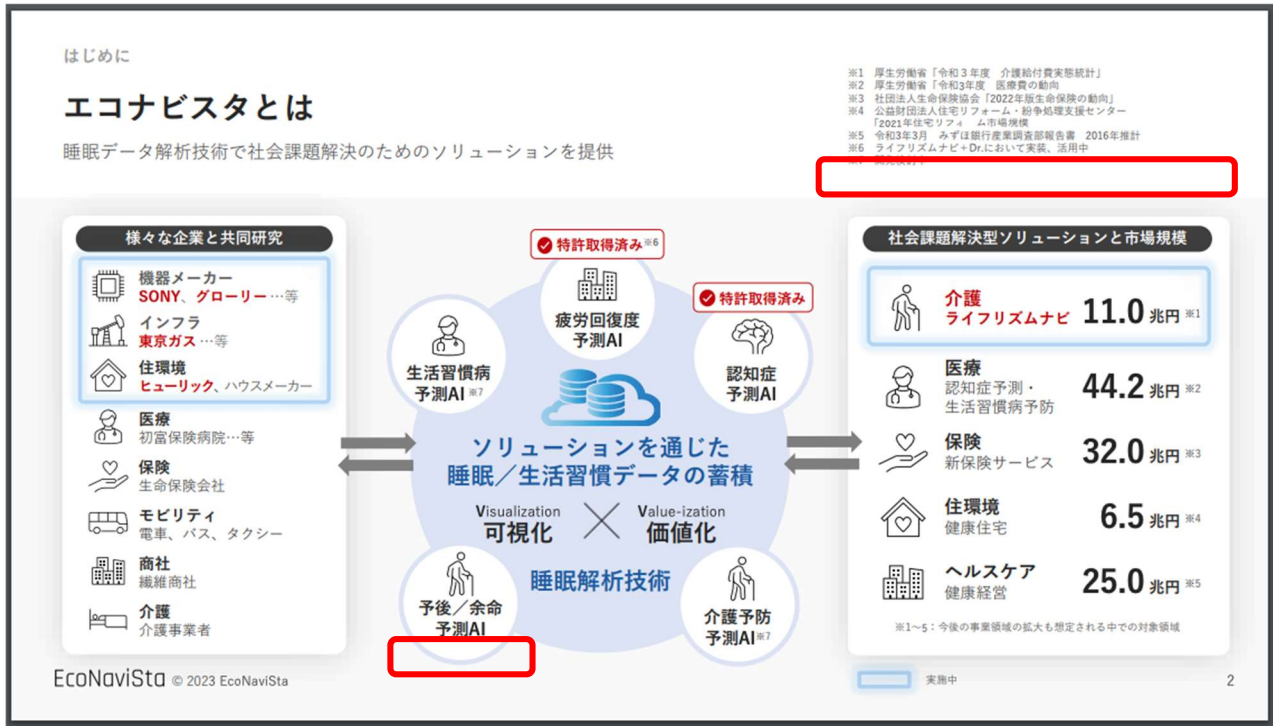 はじめに
エコナビスタとは
睡眠データ解析技術で社会課題解決のためのソリューションを提供
※1 厚生労働省「令和３年度 介護給付費実態統計」
※2 厚生労働省「令和3年度 医療費の動向
※3 社団法人生命保険協会「2022年版生命保険の動向」
※4 公益財団法人住宅リフォーム・紛争処理支援センター
「2021年住宅リフィ ム市場規模
※5 令和3年3月 みずほ銀行産業調査部報告書 2016年推計
※6 ライフリズムナビ+Dr.において実装、活用中
様々な企業と共同研究
機器メーカー
SONY、グローリー…等
インフラ
東京ガス…等
住環境
ヒューリック、ハウスメーカー
医療
初富保険病院…等
保険
生命保険会社
モビリティ
電車、バス、タクシー
商社
繊維商社
介護
介護事業者
特許取得済み※6
疲労回復度
予測AI
特許取得済み
認知症
予測AI
生活習慣病
予測AI※7
ソリューションを通じた
睡眠／生活習慣データの蓄積
Visualization
可視化
Value-ization
価値化
睡眠解析技術
予後／余命
予測AI
介護予防
予測AI※7
社会課題解決型ソリューションと市場規模
介護
ライフリズムナビ 11.0 兆円 ※1
医療
認知症予測・
生活習慣病予防
44.2 兆円 ※2
保険
新保険サービス
32.0 兆円 ※3
住環境
健康住宅
6.5 兆円 ※4
ヘルスケア
健康経営
25.0 兆円 ※5
※1～5：今後の事業領域の拡大も想定される中での対象領域
EcoNaviSta © 2023 EcoNaviSta
実施中
2